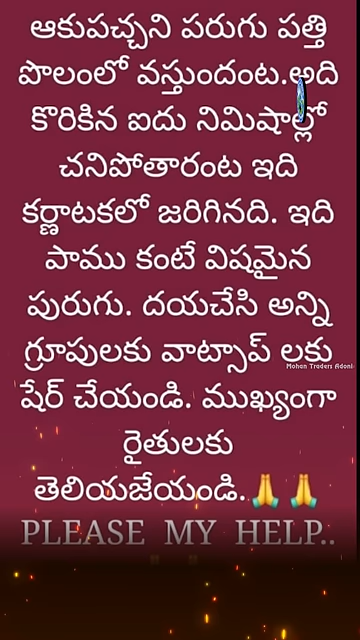 ఆకుపచ్చని పరుగు పత్తి
పొలంలో వస్తుందంట.అది
కొరికిన ఐదు నిమిషాల్లో
చనిపోతారంట ఇది
కర్ణాటకలో జరిగినది. ఇది
పాము కంటే విషమైన
పురుగు. దయచేసి అన్ని
గ్రూపులకు వాట్సాప్ లకు
Mohan Traders Adoni
షేర్ చేయండి. ముఖ్యంగా
రైతులకు
తెలియజేయండి.🙏🙏
PLEASE MY HELP..